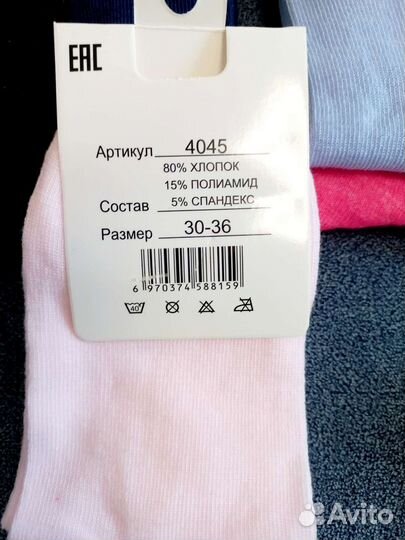 EAC
Артикул 4045
80% ХЛОПОК
15% ПОЛИАМИД
Состав 5% СПАНДЕКС
Размер 30-36
6 970374 588159
40°
Avito